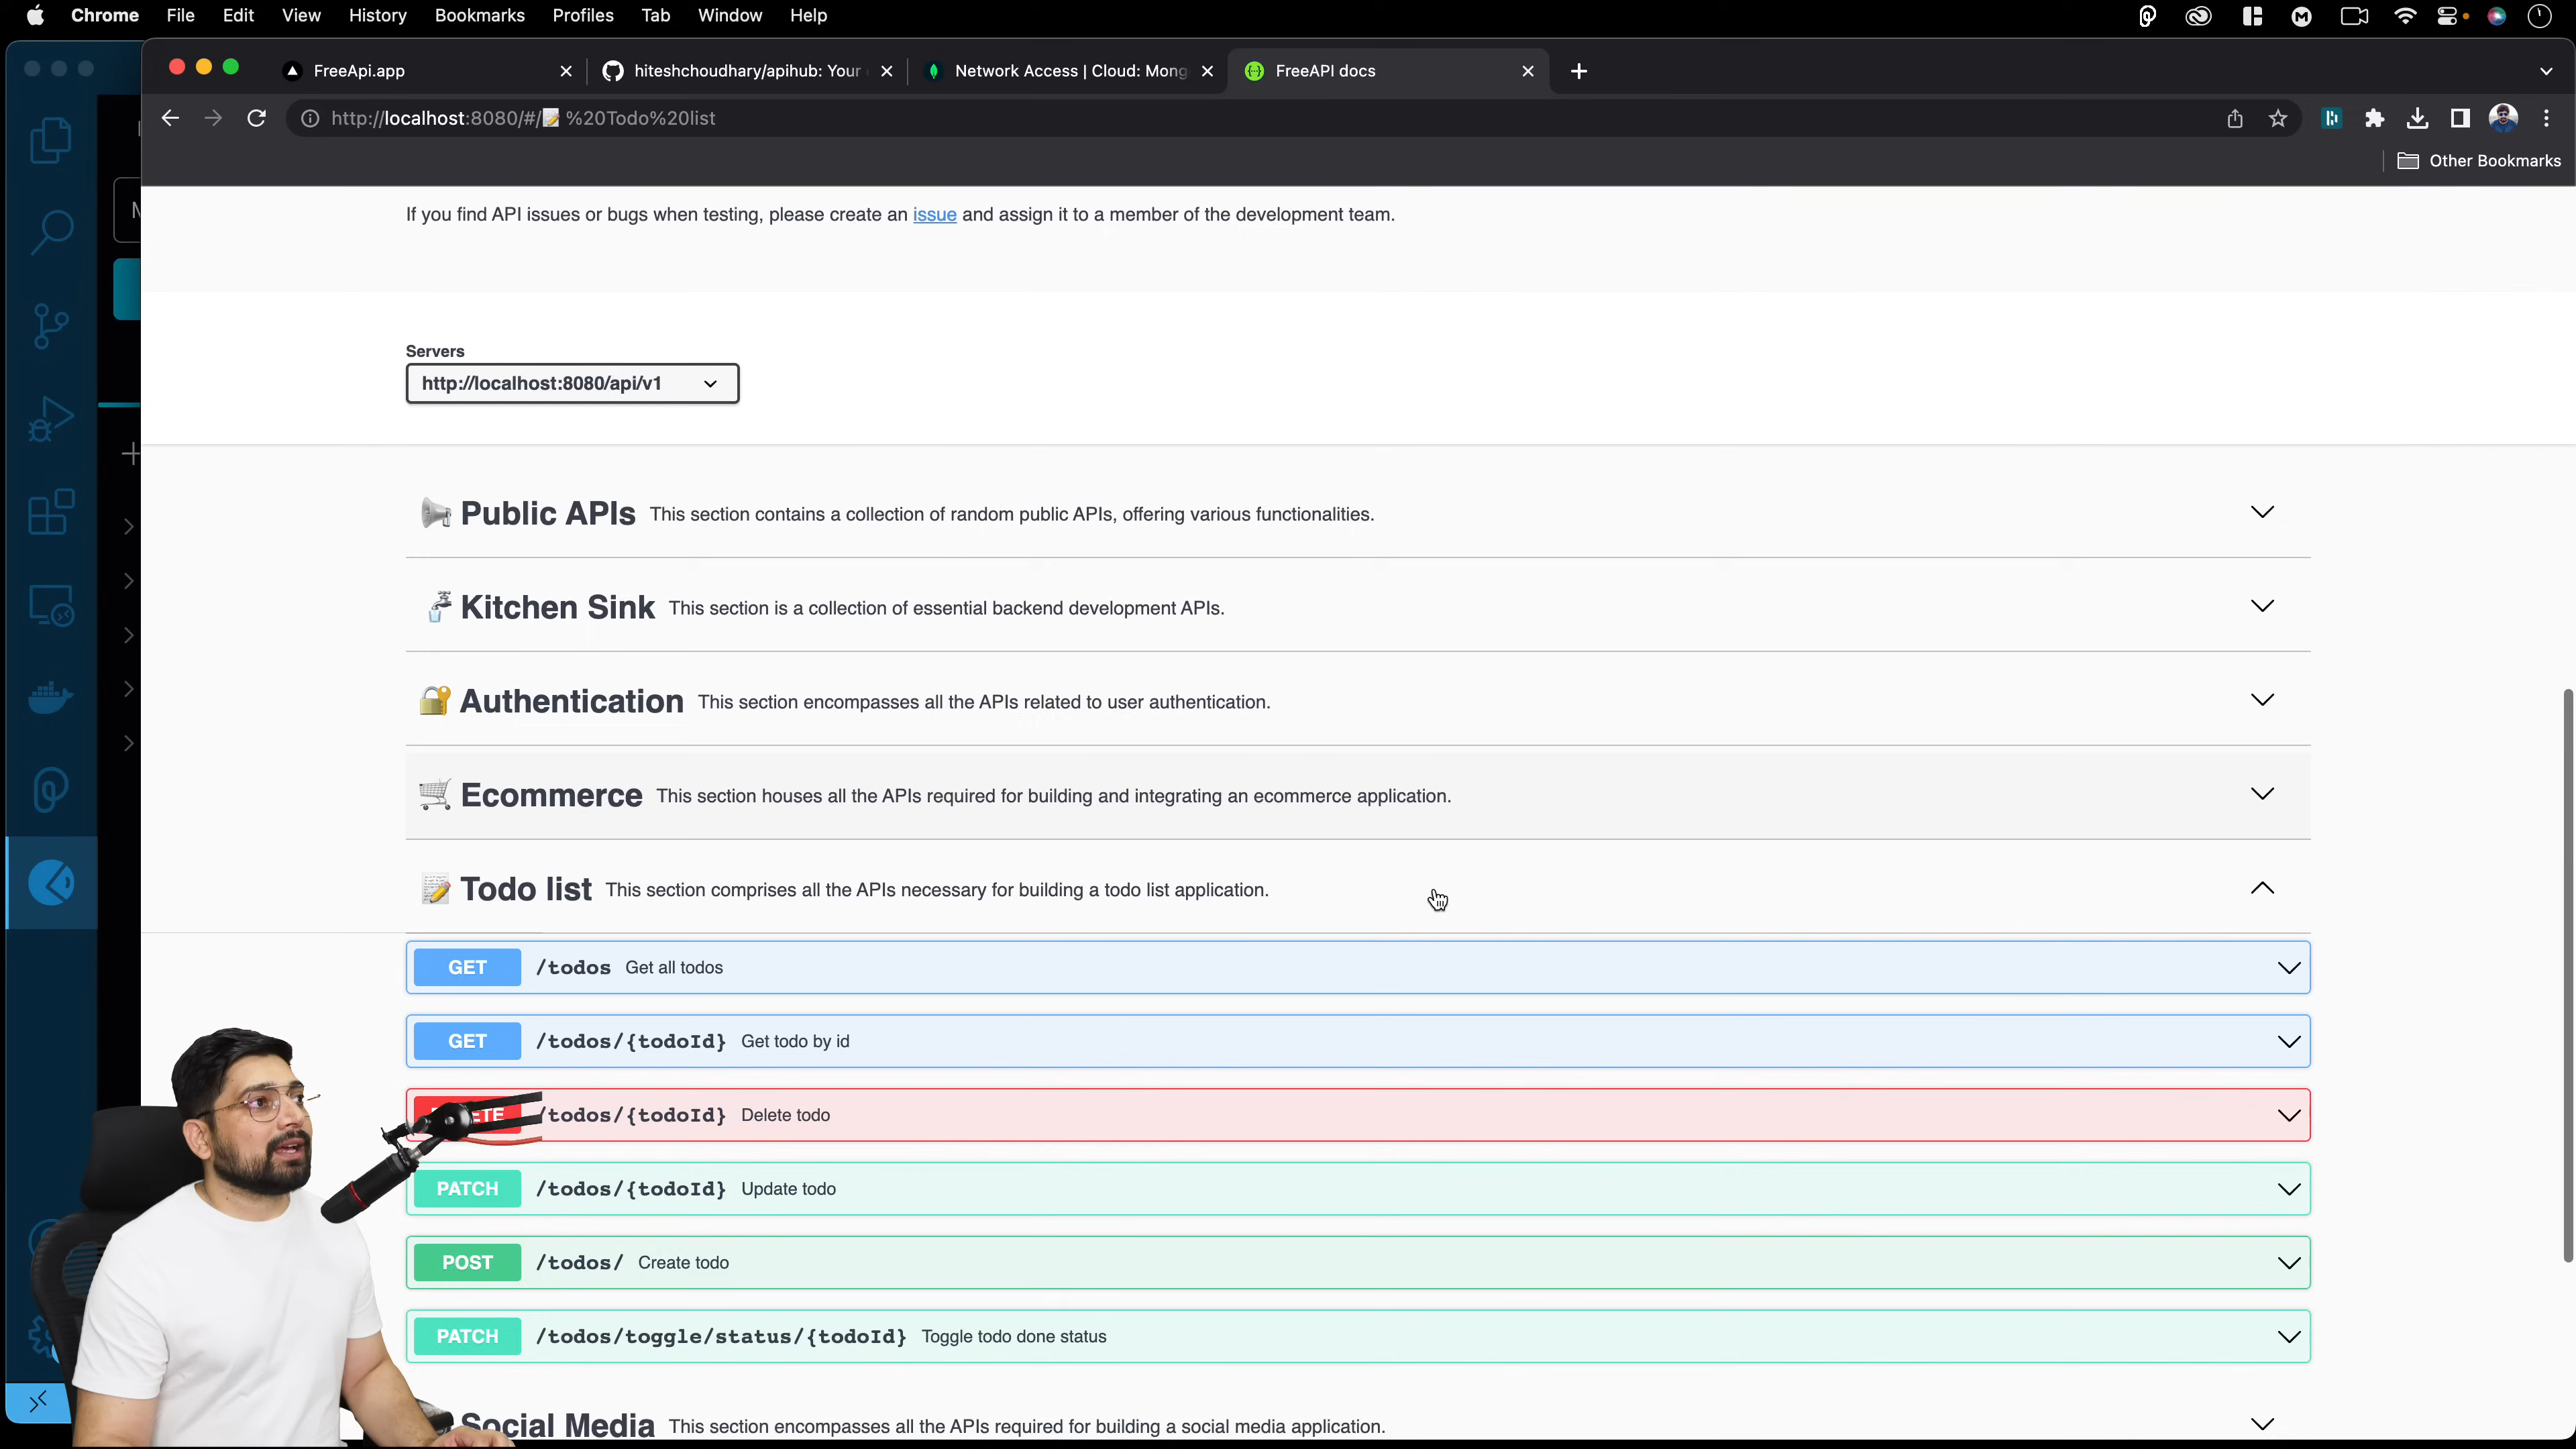 Chrome File Edit View History Bookmarks Profiles Tab Window Help
FreeApi.app hiteshchoudhary/apihub: Your Network Access | Cloud: Mong FreeAPI docs
http://localhost:8080/#/📝 %20Todo%20list
Other Bookmarks
If you find API issues or bugs when testing, please create an issue and assign it to a member of the development team.
Servers
http://localhost:8080/api/v1
📢 Public APIs This section contains a collection of random public APIs, offering various functionalities.
🚰 Kitchen Sink This section is a collection of essential backend development APIs.
🔐 Authentication This section encompasses all the APIs related to user authentication.
🛒 Ecommerce This section houses all the APIs required for building and integrating an ecommerce application.
📝 Todo list This section comprises all the APIs necessary for building a todo list application.
GET /todos Get all todos
GET /todos/{todoId} Get todo by id
/todos/{todoId} Delete todo
PATCH /todos/{todoId} Update todo
POST /todos/ Create todo
PATCH /todos/toggle/status/{todoId} Toggle todo done status
Social Media This section encompasses all the APIs required for building a social media application.